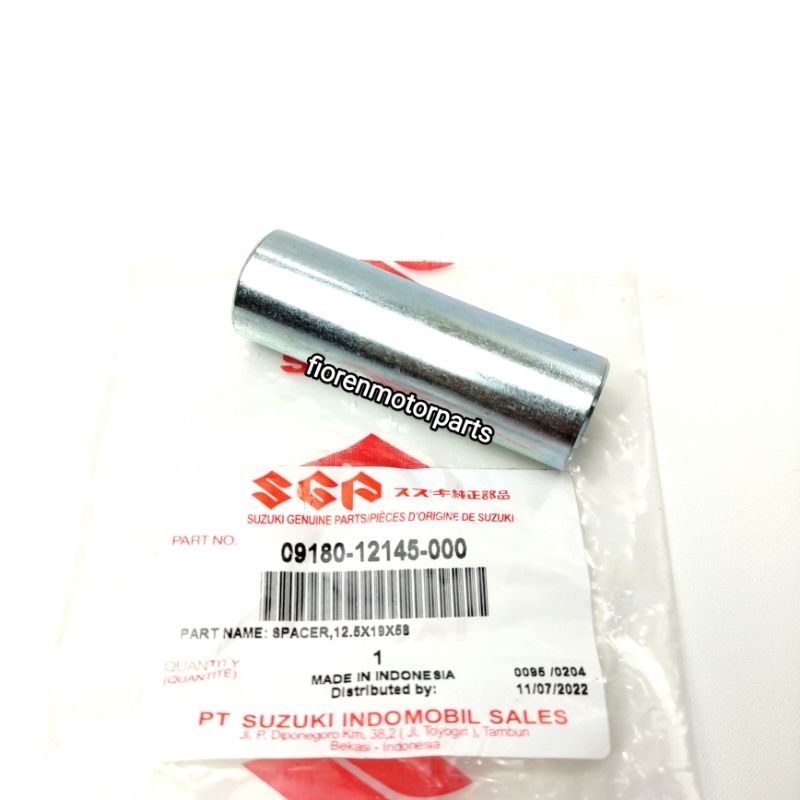 fiorenmotorparts
SGP スズキ純正部品
SUZUKI GENUINE PARTS/PIÈCES D'ORIGINE DE SUZUKI
PART NO. 09180-12145-000
PART NAME: SPACER,12.5X19X58
QUANTITY 1
(QUANTITE) MADE IN INDONESIA 0095 /0204
Distributed by: 11/07/2022
PT SUZUKI INDOMOBIL SALES
Jl. P. Diponegoro Km. 38,2 ( Jl. Toyogiri ), Tambun
Bekasi - Indonesia